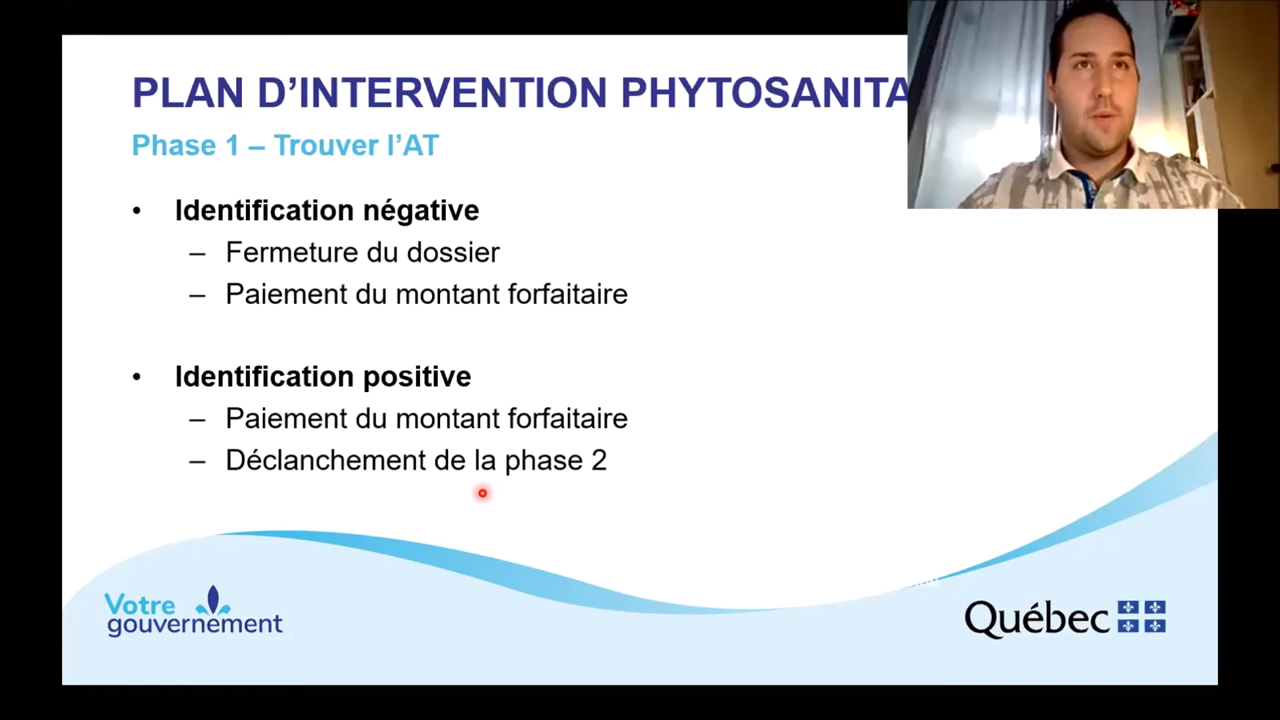 PLAN D'INTERVENTION
Phase 1 – Trouver l'AT
• Identification négative
– Fermeture du dossier
– Paiement du montant forfaitaire
• Identification positive
– Paiement du montant forfaitaire
– Déclanchement de la phase 2
Votre
gouvernement
Québec